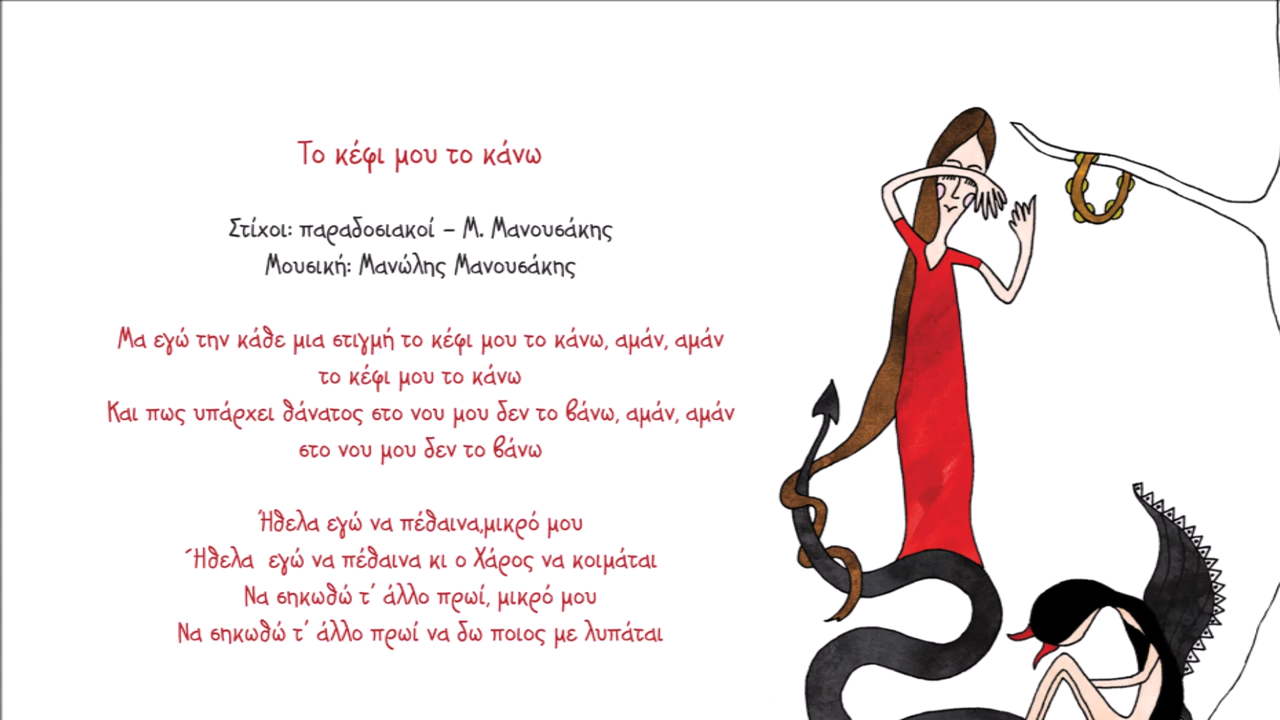 Το κέφι μου το κάνω
Στίχοι: παραδοσιακοί – Μ. Μανουσάκης
Μουσική: Μανώλης Μανουσάκης
Μα εγώ την κάθε μια στιγμή το κέφι μου το κάνω, αμάν, αμάν
το κέφι μου το κάνω
Και πως υπάρχει θάνατος στο νου μου δεν το βάνω, αμάν, αμάν
στο νου μου δεν το βάνω
Ήθελα εγώ να πέθαινα,μικρό μου
Ήθελα  εγώ να πέθαινα κι ο Χάρος να κοιμάται
Να σηκωθώ τ΄ άλλο πρωί, μικρό μου
Να σηκωθώ τ΄ άλλο πρωί να δω ποιος με λυπάται